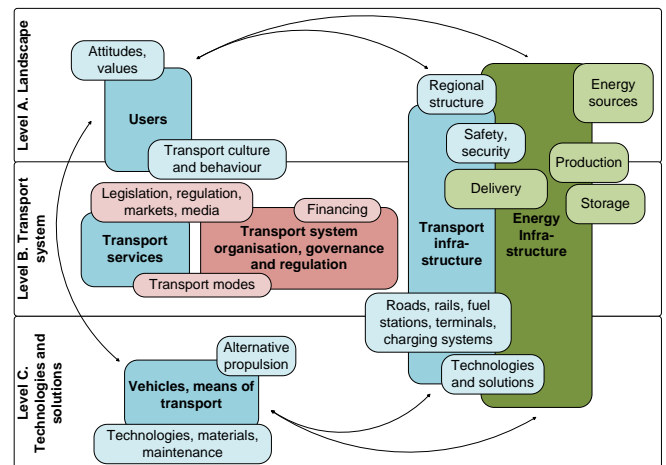 Level A. Landscape
Attitudes,
values
Users
Transport culture
and behaviour
Regional
structure
Safety,
security
Energy
sources
Production
Storage
Delivery
Transport
infra-
structure
Energy
Infra-
structure
Level B. Transport
system
Legislation, regulation,
markets, media
Financing
Transport
services
Transport system
organisation, governance
and regulation
Transport modes
Roads, rails, fuel
stations, terminals,
charging systems
Technologies
and solutions
Level C.
Technologies and
solutions
Alternative
propulsion
Vehicles, means of
transport
Technologies, materials,
maintenance